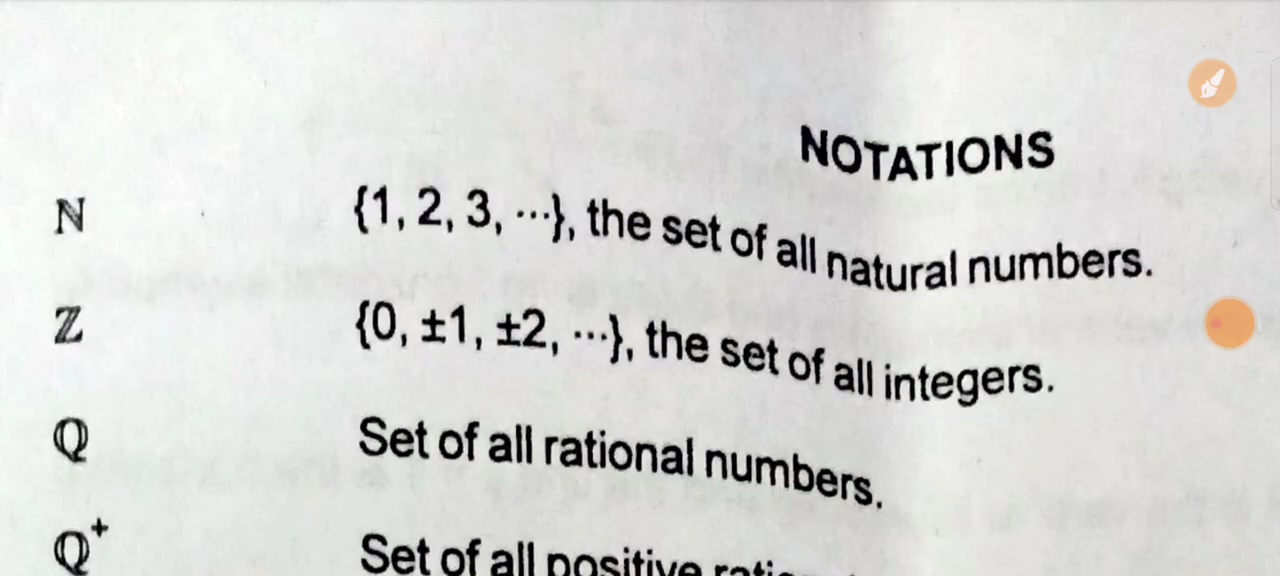 NOTATIONS
ℕ {1, 2, 3, ···}, the set of all natural numbers.
ℤ {0, ±1, ±2, ···}, the set of all integers.
ℚ Set of all rational numbers.
ℚ⁺ Set of all positive